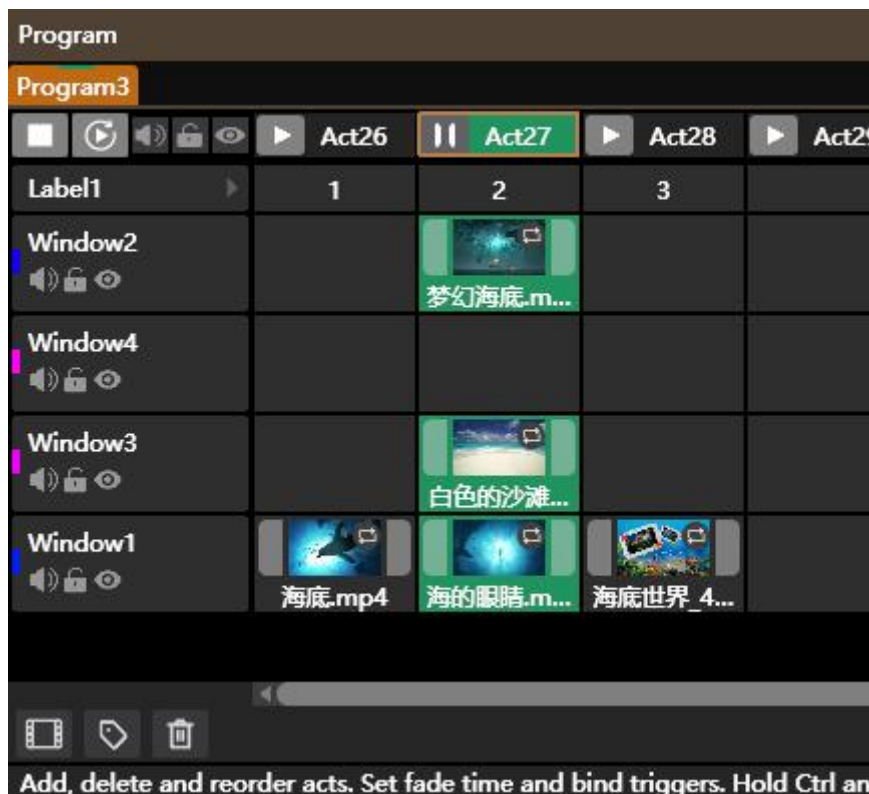 Program
Program3
Act26 Act27 Act28 Act29
Label1 1 2 3
Window2
梦幻海底.m...
Window4
Window3
白色的沙滩...
Window1
海底.mp4 海的眼睛.m... 海底世界_4...
Add, delete and reorder acts. Set fade time and bind triggers. Hold Ctrl an